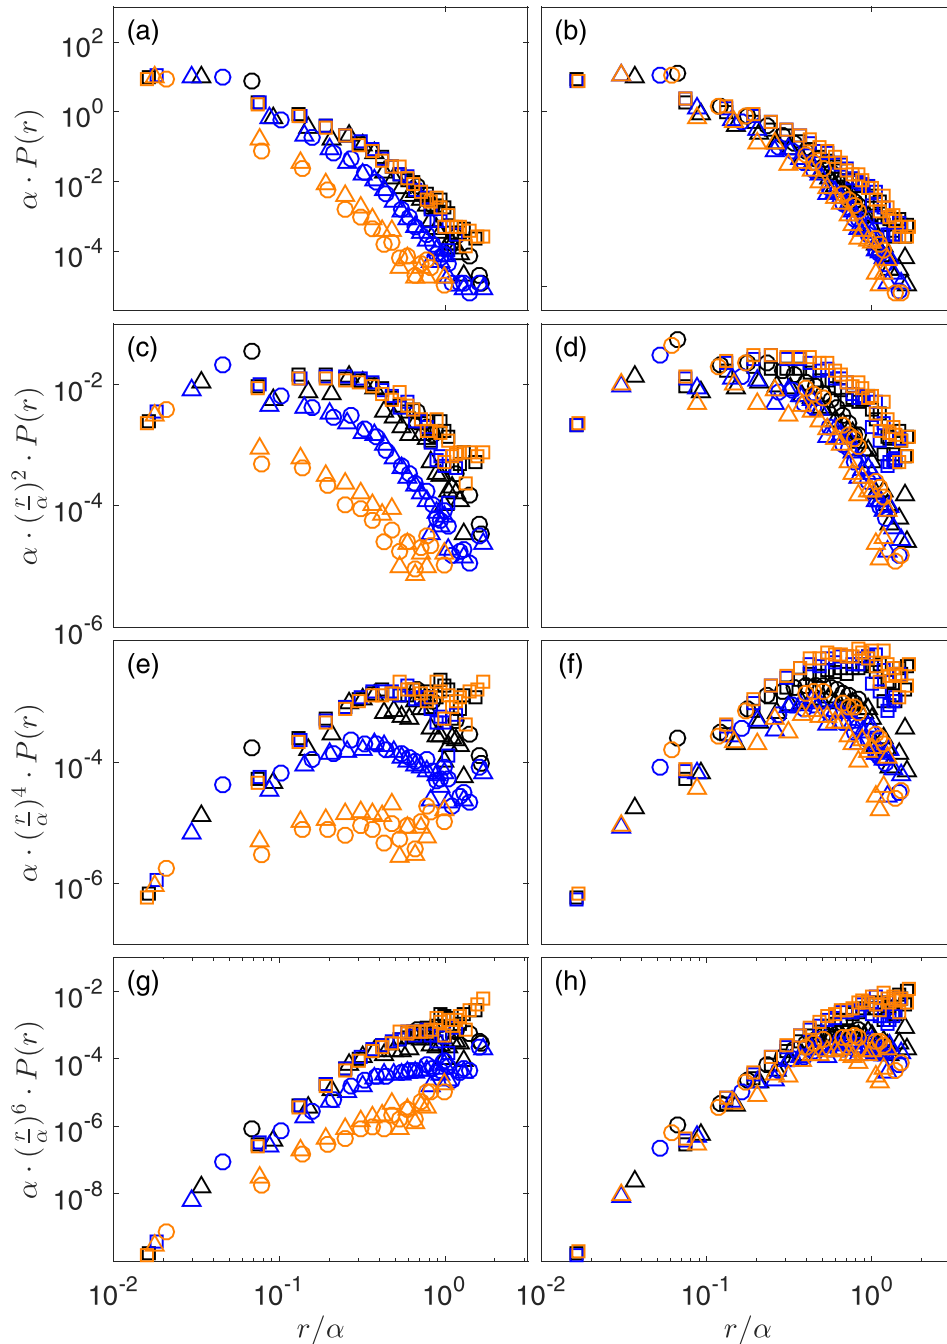 (a)
(b)
10^2
10^0
10^-2
10^-4
α · P(r)
(c)
(d)
10^-2
10^-4
10^-6
α · (r/α)^2 · P(r)
(e)
(f)
10^-4
10^-6
α · (r/α)^4 · P(r)
(g)
(h)
10^-2
10^-4
10^-6
10^-8
α · (r/α)^6 · P(r)
10^-2 10^-1 10^0 10^-2 10^-1 10^0
r/α r/α